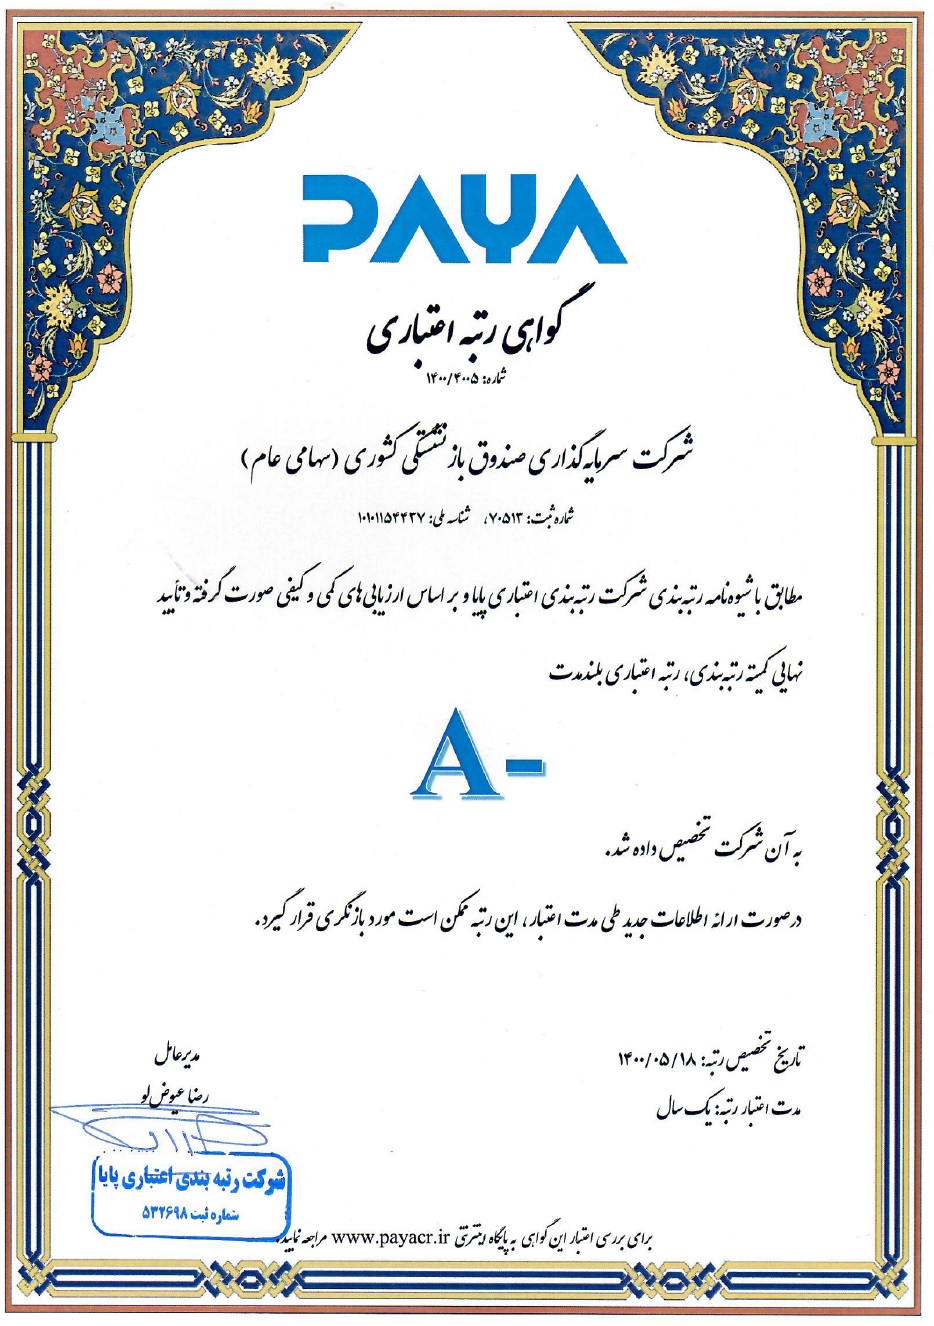 PAYA
گواهی رتبه اعتباری
شماره: ۱۴۰۰/۴۰۰۵
شرکت سرمایه‌گذاری صندوق بازنشستگی کشوری (سهامی عام)
شماره ثبت: ۷۰۵۱۳، شناسه ملی: ۱۰۱۰۱۱۵۴۴۳۷
مطابق با شیوه‌نامه رتبه‌بندی شرکت رتبه‌بندی اعتباری پایا و بر اساس ارزیابی‌های کمی و کیفی صورت گرفته و تأیید
نهایی کمیته رتبه‌بندی، رتبه اعتباری بلندمدت
A-
به آن شرکت تخصیص داده شد.
درصورت ارائه اطلاعات جدید طی مدت اعتبار، این رتبه ممکن است مورد بازنگری قرار گیرد.
تاریخ تخصیص رتبه: ۱۴۰۰/۰۵/۱۸
مدت اعتبار رتبه: یک سال
مدیرعامل
رضا عیوض‌لو
شرکت رتبه بندی اعتباری پایا
شماره ثبت ۵۳۲۶۹۸
برای بررسی اعتبار این گواهی به پایگاه اینترنتی www.payacr.ir مراجعه نمایید.